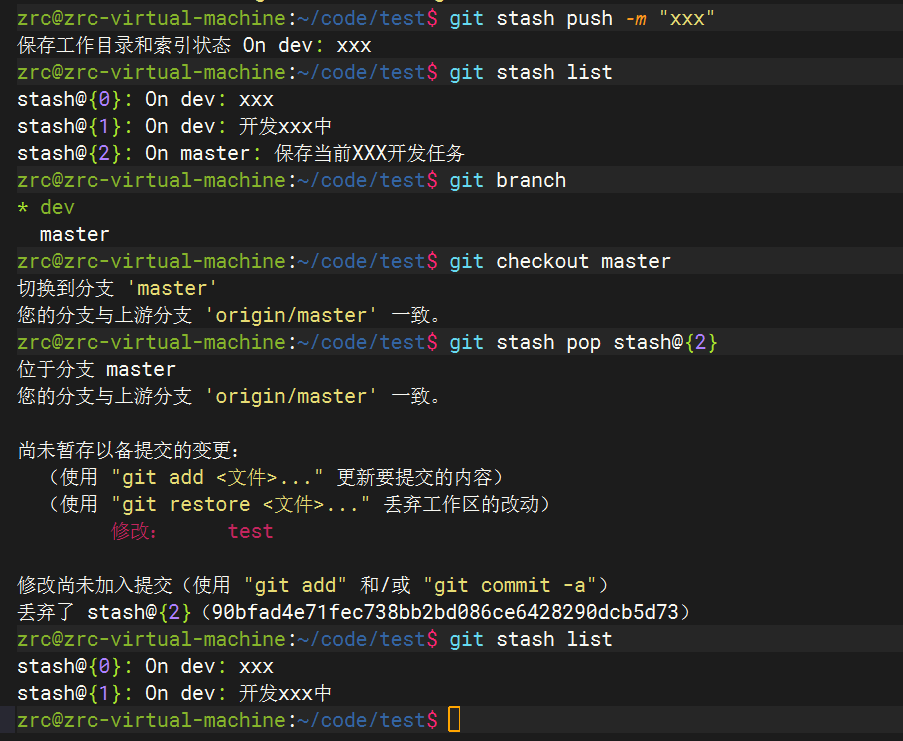 zrc@zrc-virtual-machine:~/code/test$ git stash push -m "xxx"
保存工作目录和索引状态 On dev: xxx
zrc@zrc-virtual-machine:~/code/test$ git stash list
stash@{0}: On dev: xxx
stash@{1}: On dev: 开发xxx中
stash@{2}: On master: 保存当前XXX开发任务
zrc@zrc-virtual-machine:~/code/test$ git branch
* dev
  master
zrc@zrc-virtual-machine:~/code/test$ git checkout master
切换到分支 'master'
您的分支与上游分支 'origin/master' 一致。
zrc@zrc-virtual-machine:~/code/test$ git stash pop stash@{2}
位于分支 master
您的分支与上游分支 'origin/master' 一致。

尚未暂存以备提交的变更:
  （使用 "git add <文件>..." 更新要提交的内容）
  （使用 "git restore <文件>..." 丢弃工作区的改动）
        修改:      test

修改尚未加入提交（使用 "git add" 和/或 "git commit -a"）
丢弃了 stash@{2}（90bfad4e71fec738bb2bd086ce6428290dcb5d73）
zrc@zrc-virtual-machine:~/code/test$ git stash list
stash@{0}: On dev: xxx
stash@{1}: On dev: 开发xxx中
zrc@zrc-virtual-machine:~/code/test$